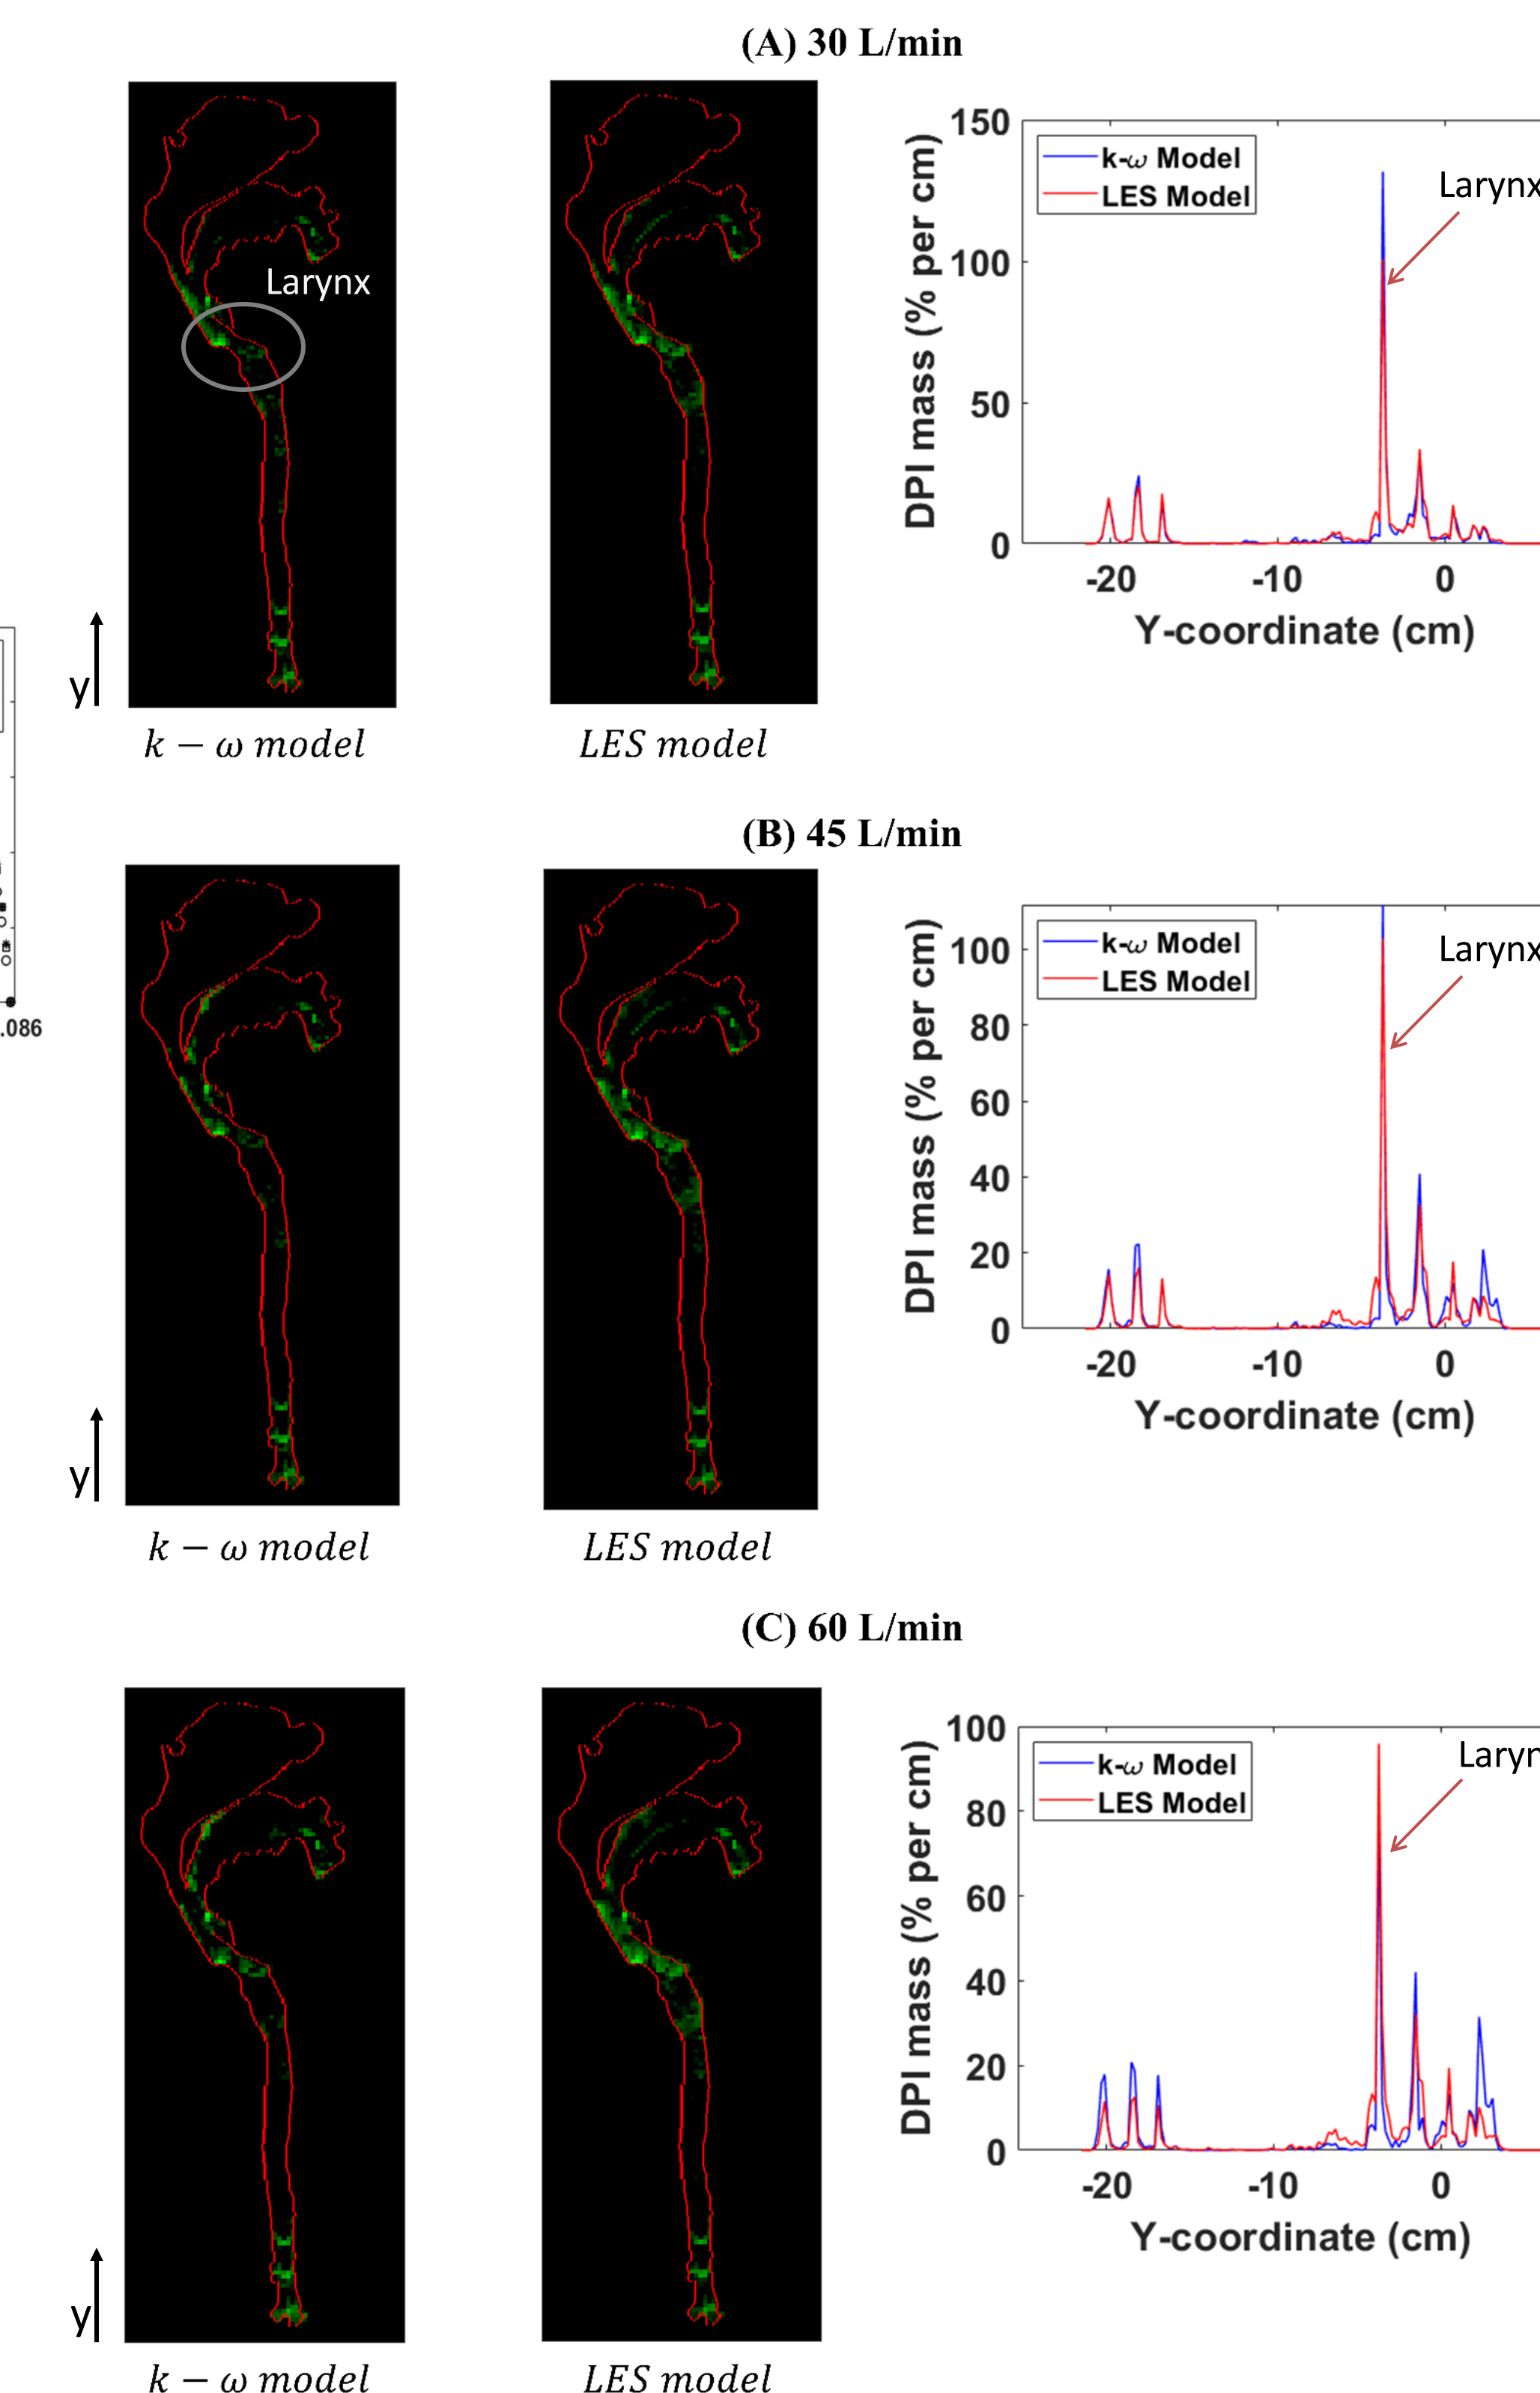 (A) 30 L/min
Larynx
y
k − ω model
LES model
k-ω Model
LES Model
Larynx
DPI mass (% per cm)
150
100
50
0
-20
-10
0
Y-coordinate (cm)
.086
(B) 45 L/min
y
k − ω model
LES model
k-ω Model
LES Model
Larynx
DPI mass (% per cm)
100
80
60
40
20
0
-20
-10
0
Y-coordinate (cm)
(C) 60 L/min
y
k − ω model
LES model
k-ω Model
LES Model
Laryn
DPI mass (% per cm)
100
80
60
40
20
0
-20
-10
0
Y-coordinate (cm)